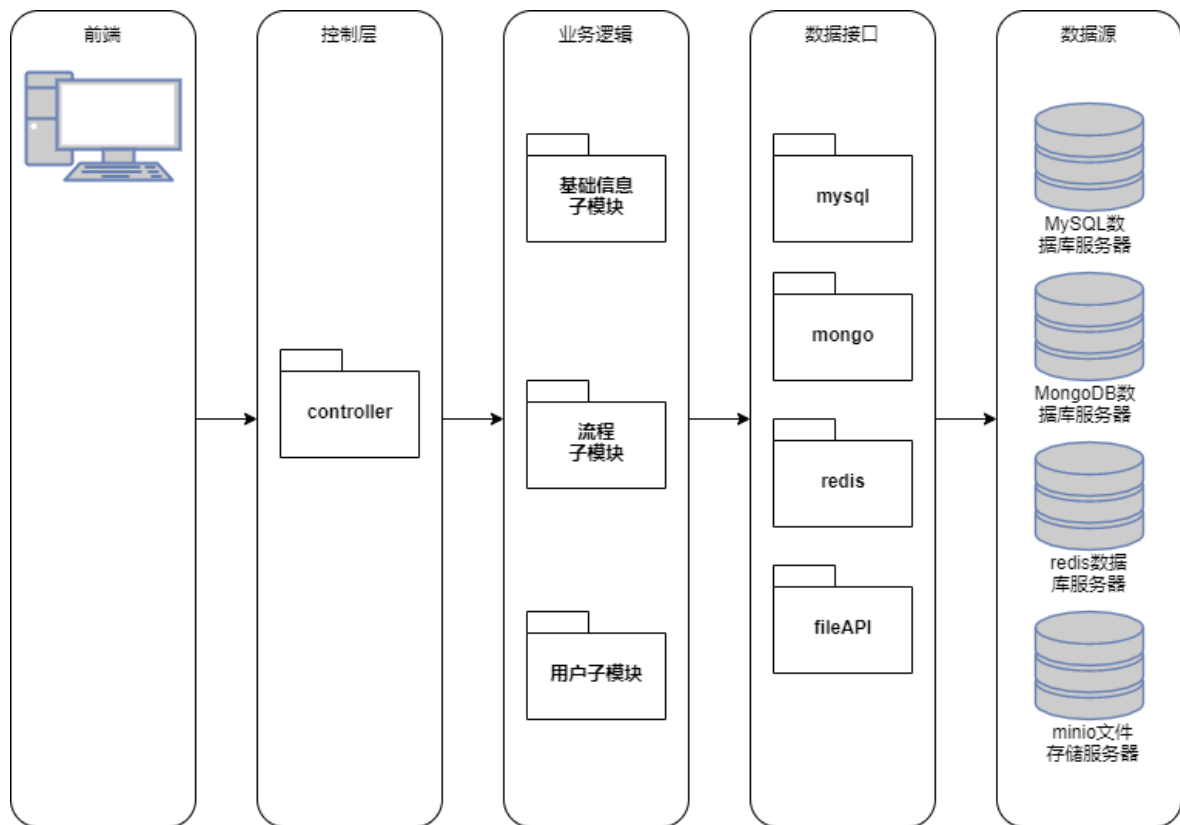 前端
控制层
controller
业务逻辑
基础信息
子模块
流程
子模块
用户子模块
数据接口
mysql
mongo
redis
fileAPI
数据源
MySQL数
据库服务器
MongoDB数
据库服务器
redis数据
库服务器
minio文件
存储服务器